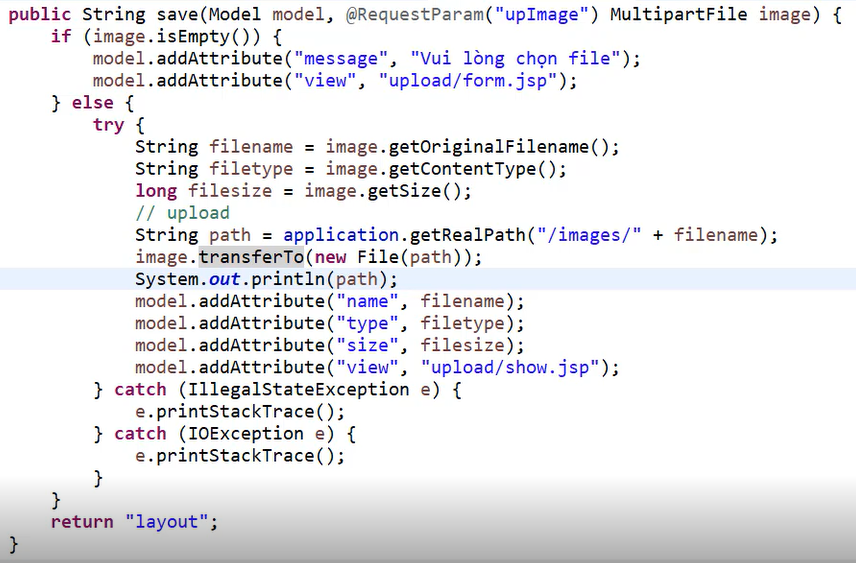 public String save(Model model, @RequestParam("upImage") MultipartFile image) {
if (image.isEmpty()) {
model.addAttribute("message", "Vui lòng chọn file");
model.addAttribute("view", "upload/form.jsp");
} else {
try {
String filename = image.getOriginalFilename();
String filetype = image.getContentType();
long filesize = image.getSize();
// upload
String path = application.getRealPath("/images/" + filename);
image.transferTo(new File(path));
System.out.println(path);
model.addAttribute("name", filename);
model.addAttribute("type", filetype);
model.addAttribute("size", filesize);
model.addAttribute("view", "upload/show.jsp");
} catch (IllegalStateException e) {
e.printStackTrace();
} catch (IOException e) {
e.printStackTrace();
}
}
return "layout";
}